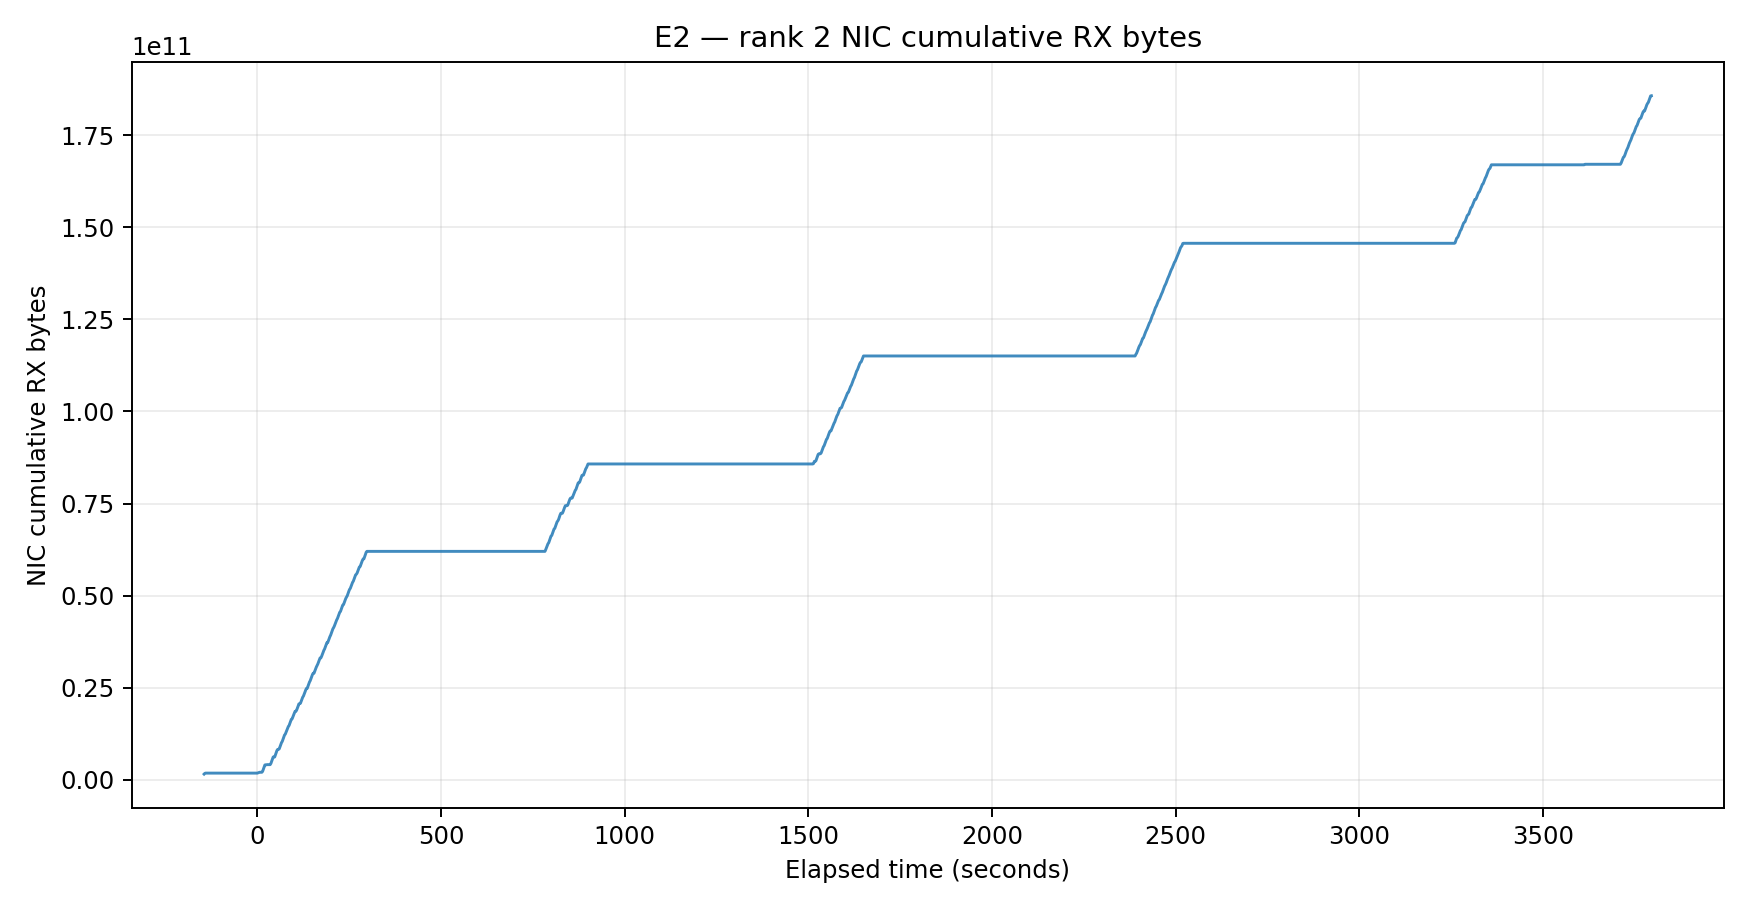 E2 — rank 2 NIC cumulative RX bytes
1e11
1.75
1.50
1.25
1.00
0.75
0.50
0.25
0.00
NIC cumulative RX bytes
0 500 1000 1500 2000 2500 3000 3500
Elapsed time (seconds)